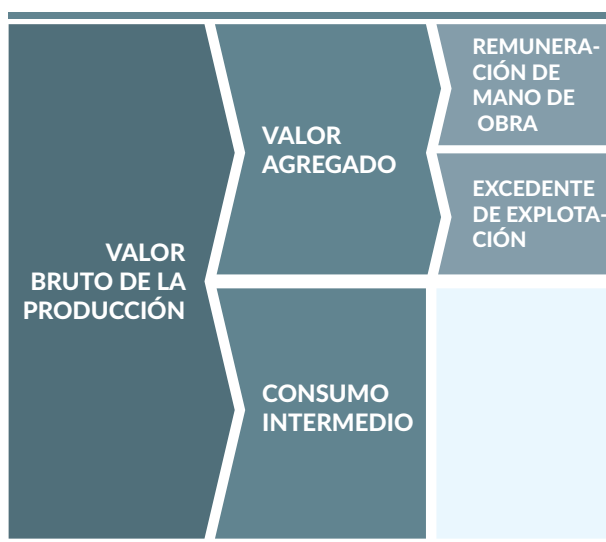 VALOR
BRUTO DE LA
PRODUCCIÓN
VALOR
AGREGADO
REMUNERA-
CIÓN DE
MANO DE
OBRA
EXCEDENTE
DE EXPLOTA-
CIÓN
CONSUMO
INTERMEDIO